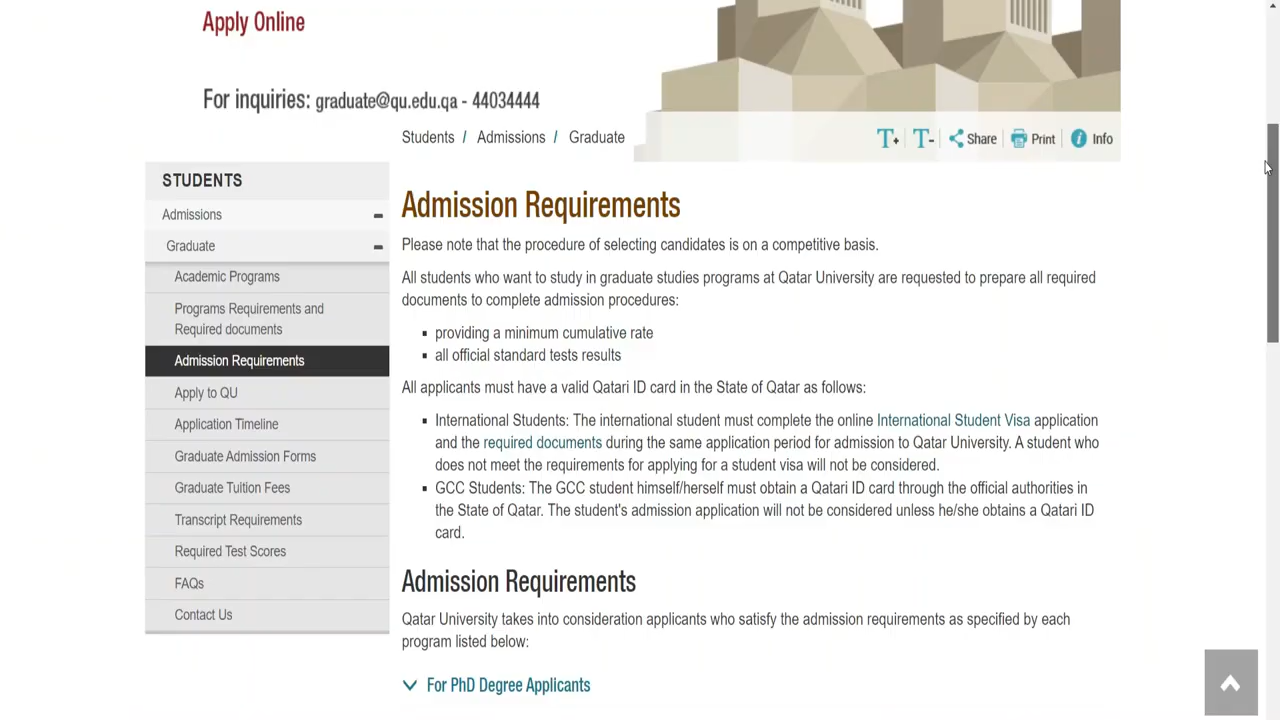 Apply Online
For inquiries: graduate@qu.edu.qa - 44034444
Students / Admissions / Graduate
T+ T- Share Print Info
STUDENTS
Admissions
Graduate
Academic Programs
Programs Requirements and
Required documents
Admission Requirements
Apply to QU
Application Timeline
Graduate Admission Forms
Graduate Tuition Fees
Transcript Requirements
Required Test Scores
FAQs
Contact Us
Admission Requirements
Please note that the procedure of selecting candidates is on a competitive basis.
All students who want to study in graduate studies programs at Qatar University are requested to prepare all required
documents to complete admission procedures:
providing a minimum cumulative rate
all official standard tests results
All applicants must have a valid Qatari ID card in the State of Qatar as follows:
International Students: The international student must complete the online International Student Visa application
and the required documents during the same application period for admission to Qatar University. A student who
does not meet the requirements for applying for a student visa will not be considered.
GCC Students: The GCC student himself/herself must obtain a Qatari ID card through the official authorities in
the State of Qatar. The student's admission application will not be considered unless he/she obtains a Qatari ID
card.
Admission Requirements
Qatar University takes into consideration applicants who satisfy the admission requirements as specified by each
program listed below:
For PhD Degree Applicants